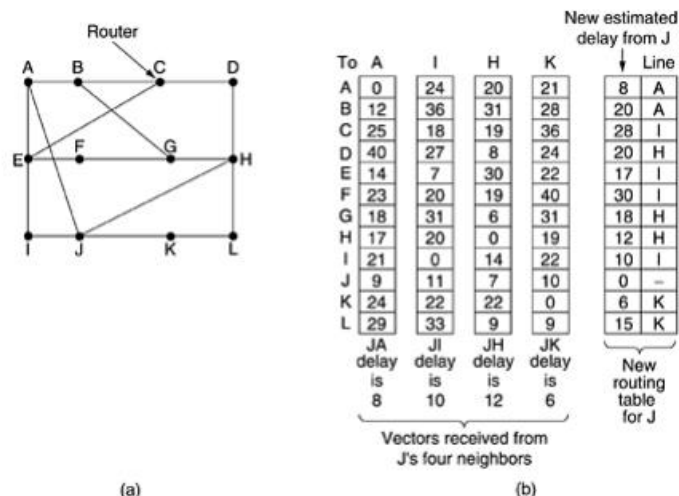 Router
A B C D
E F G H
I J K L
(a)
New estimated
delay from J
To A I H K Line
A 0 24 20 21 8 A
B 12 36 31 28 20 A
C 25 18 19 36 28 I
D 40 27 8 24 20 H
E 14 7 30 22 17 I
F 23 20 19 40 30 I
G 18 31 6 31 18 H
H 17 20 0 19 12 H
I 21 0 14 22 10 I
J 9 11 7 10 0 –
K 24 22 22 0 6 K
L 29 33 9 9 15 K
JA JI JH JK
delay delay delay delay
is is is is
8 10 12 6
New
routing
table
for J
Vectors received from
J's four neighbors
(b)